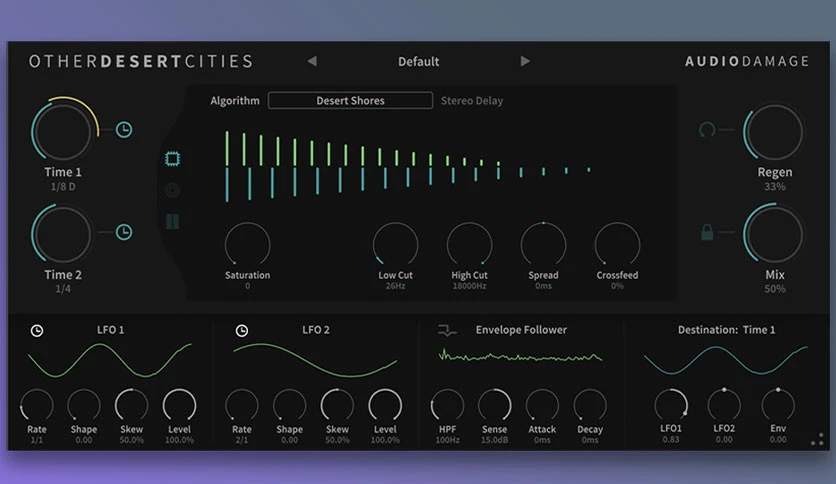 OTHERDESERTCITIES
Default
AUDIODAMAGE
Algorithm Desert Shores Stereo Delay
Time 1
1/8 D
Time 2
1/4
Saturation
0
Low Cut
26Hz
High Cut
18000Hz
Spread
0ms
Crossfeed
0%
Regen
33%
Mix
50%
LFO 1
Rate
1/1
Shape
0.00
Skew
50.0%
Level
100.0%
LFO 2
Rate
2/1
Shape
0.00
Skew
50.0%
Level
100.0%
Envelope Follower
HPF
100Hz
Sense
15.0dB
Attack
0ms
Decay
0ms
Destination: Time 1
LFO1
0.83
LFO2
0.00
Env
0.00